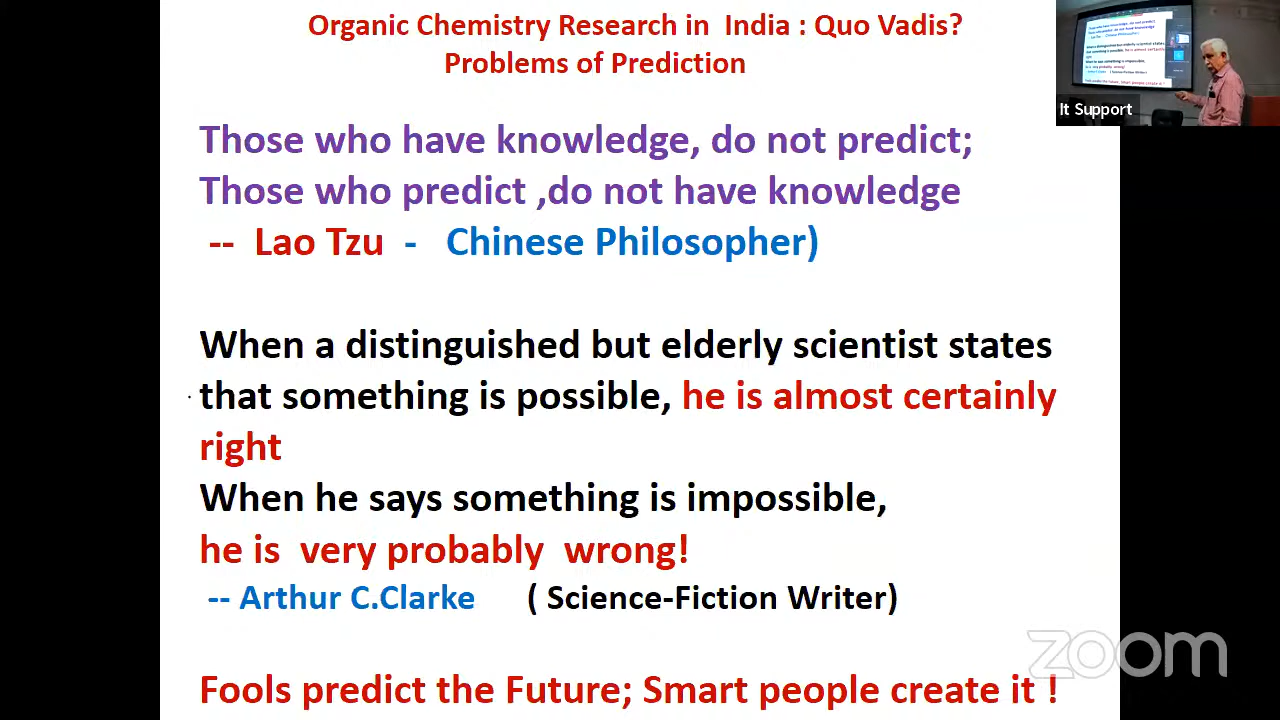 Organic Chemistry Research in India : Quo Vadis?
Problems of Prediction
Those who have knowledge, do not predict;
Those who predict ,do not have knowledge
-- Lao Tzu - Chinese Philosopher)
When a distinguished but elderly scientist states
that something is possible, he is almost certainly
right
When he says something is impossible,
he is very probably wrong!
-- Arthur C.Clarke ( Science-Fiction Writer)
Fools predict the Future; Smart people create it !
It Support
zoom